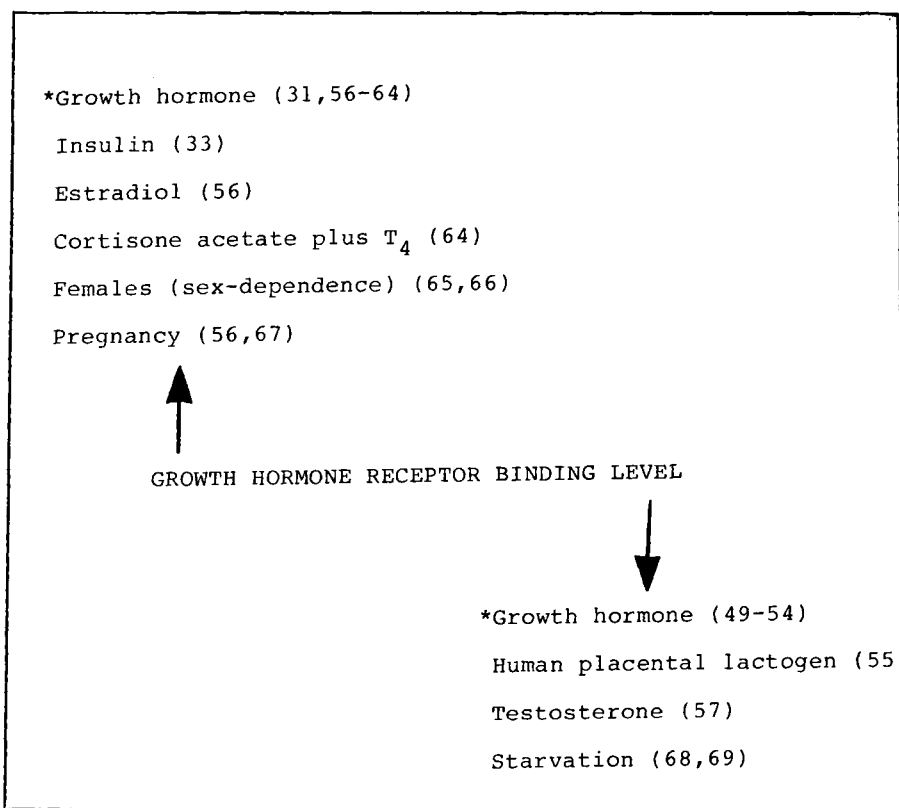 *Growth hormone (31,56-64)
Insulin (33)
Estradiol (56)
Cortisone acetate plus T4 (64)
Females (sex-dependence) (65,66)
Pregnancy (56,67)
GROWTH HORMONE RECEPTOR BINDING LEVEL
*Growth hormone (49-54)
Human placental lactogen (55
Testosterone (57)
Starvation (68,69)